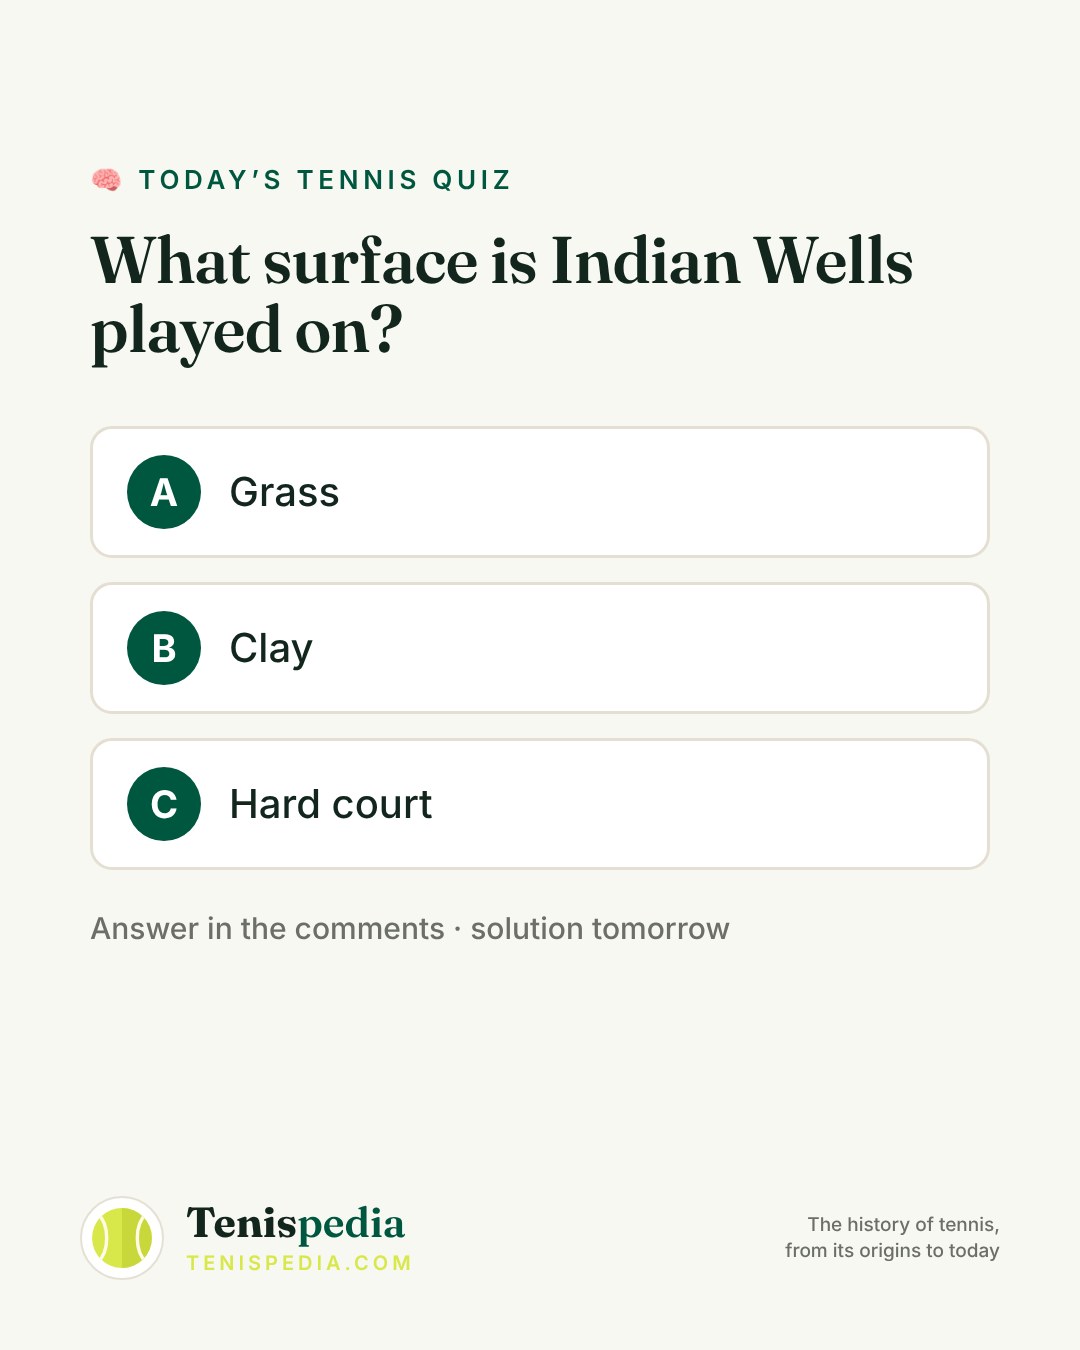 🧠 TODAY’S TENNIS QUIZ
What surface is Indian Wells
played on?
A Grass
B Clay
C Hard court
Answer in the comments · solution tomorrow
Tenispedia
TENISPEDIA.COM
The history of tennis,
from its origins to today